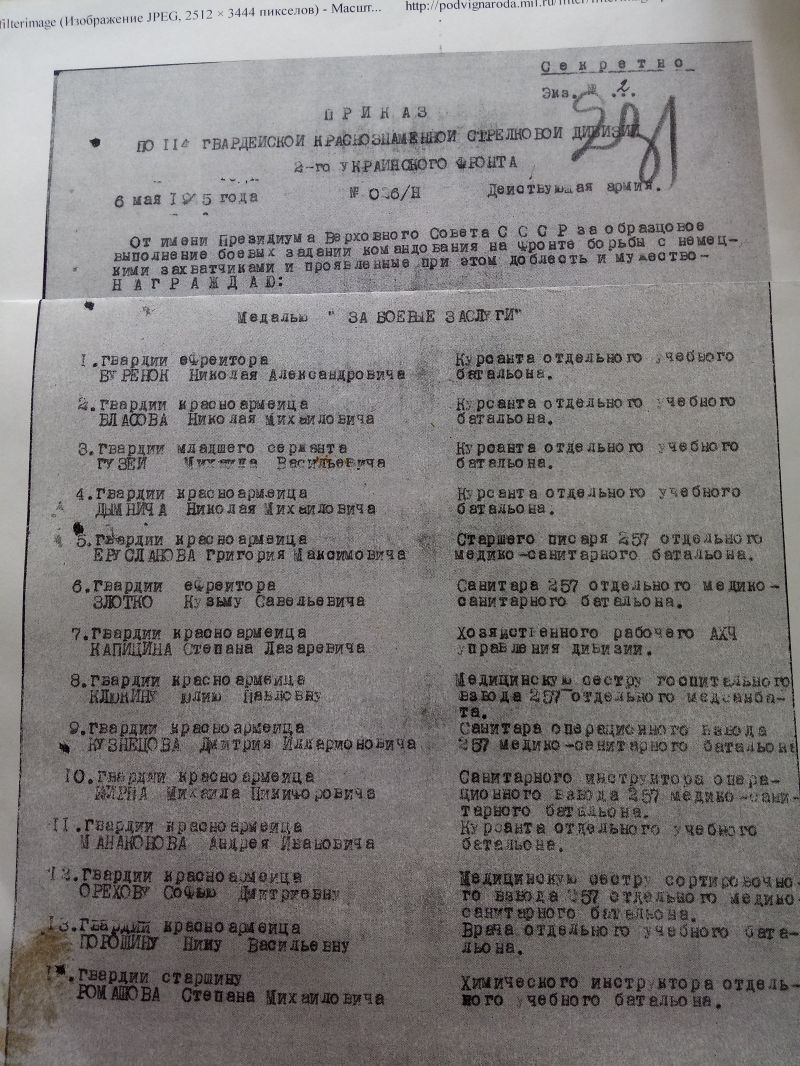 filterimage (Изображение JPEG, 2512 × 3444 пикселов) - Масшт... http://podvignaroda.mil.ru/filter/filterimage
Секретно
Экз. № 2
ПРИКАЗ
ПО 114 ГВАРДЕЙСКОЙ КРАСНОЗНАМЕННОЙ СТРЕЛКОВОЙ ДИВИЗИИ
2-го УКРАИНСКОГО ФРОНТА
6 мая года № /Н Действующая армия.
От имени Президиума Верховного Совета С С С Р за образцовое
выполнение боевых заданий командования на фронте борьбы с немец-
кими захватчиками и проявленные при этом доблесть и мужество-
НАГРАЖДАЮ:
Медалью " ЗА БОЕВЫЕ ЗАСЛУГИ"
1. Гвардии ефрейтора Курсанта отдельного учебного
БУРЕНОК Николая Александровича батальона.
2. Гвардии красноармейца Курсанта отдельного учебного
ВЛАСОВА Николая Михайловича батальона.
3. Гвардии младшего сержанта Курсанта отдельного учебного
ГУЗЕЙ Михаила Васильевича батальона.
4. Гвардии красноармейца Курсанта отдельного учебного
ДЫМНИЧА Николая Михайловича батальона.
5. Гвардии красноармейца Старшего писаря 257 отдельного
ЕРУСЛАНОВА Григория Максимовича медико-санитарного батальона.
6. Гвардии ефрейтора Санитара 257 отдельного медико-
ЗЛОТКО Кузьму Савельевича санитарного батальона.
7. Гвардии красноармейца Хозяйственного рабочего АХЧ
КАПИЦИНА Степана Лазаревича управления дивизии.
8. Гвардии красноармейца Медицинскую сестру госпитального
КЛЮКИНУ Юлию Павловну взвода 257 отдельного медсанба-
та.
9. Гвардии красноармейца Санитара операционного взвода
КУЗНЕЦОВА Дмитрия Илларионовича 257 медико-санитарного батальона
10. Гвардии красноармейца Санитарного инструктора опера-
Михаила Никифоровича ционного взвода 257 медико-сани-
тарного батальона.
11. Гвардии красноармейца Курсанта отдельного учебного
МАНАКОНОВА Андрея Ивановича батальона.
12. Гвардии красноармейца Медицинскую сестру сортировочно-
ОРЕХОВУ Софью Дмитриевну го взвода 257 отдельного медико-
санитарного батальона.
13. Гвардии красноармейца Врача отдельного учебного бата-
ПОРОШИНУ Нину Васильевну льона.
Гвардии старшину Химического инструктора отдель-
РОМАШОВА Степана Михайловича ного учебного батальона.